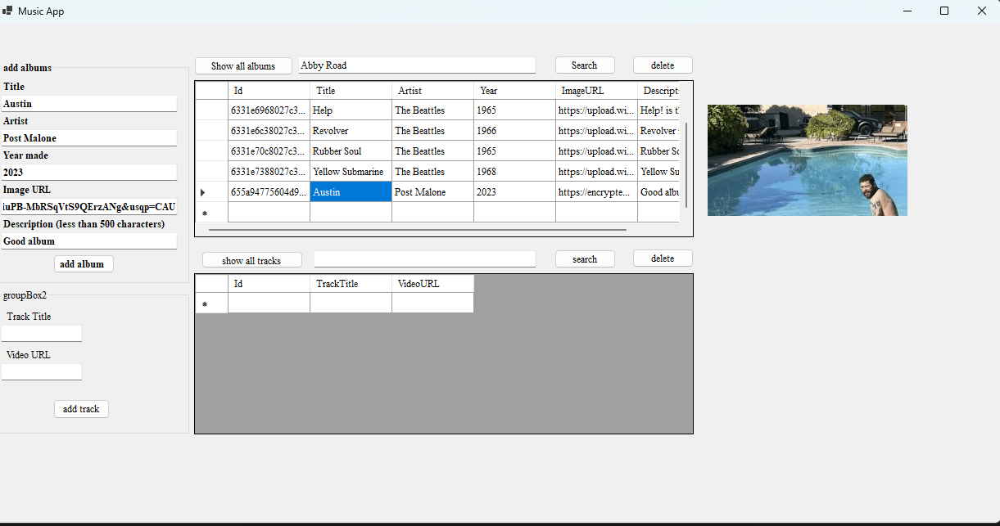 Music App
add albums
Title
Austin
Artist
Post Malone
Year made
2023
Image URL
iuPB-MbRSqVtS9QErzANg&usqp=CAU
Description (less than 500 characters)
Good album
add album
groupBox2
Track Title
Video URL
add track
Show all albums Abby Road Search delete
Id Title Artist Year ImageURL Descripti
6331e6968027c3... Help The Beattles 1965 https://upload.wi... Help! is t
6331e6c38027c3... Revolver The Beattles 1966 https://upload.wi... Revolver
6331e70c8027c3... Rubber Soul The Beattles 1965 https://upload.wi... Rubber So
6331e7388027c3... Yellow Submarine The Beattles 1968 https://upload.wi... Yellow Su
655a94775604d9... Austin Post Malone 2023 https://encrypte... Good albu
show all tracks search delete
Id TrackTitle VideoURL